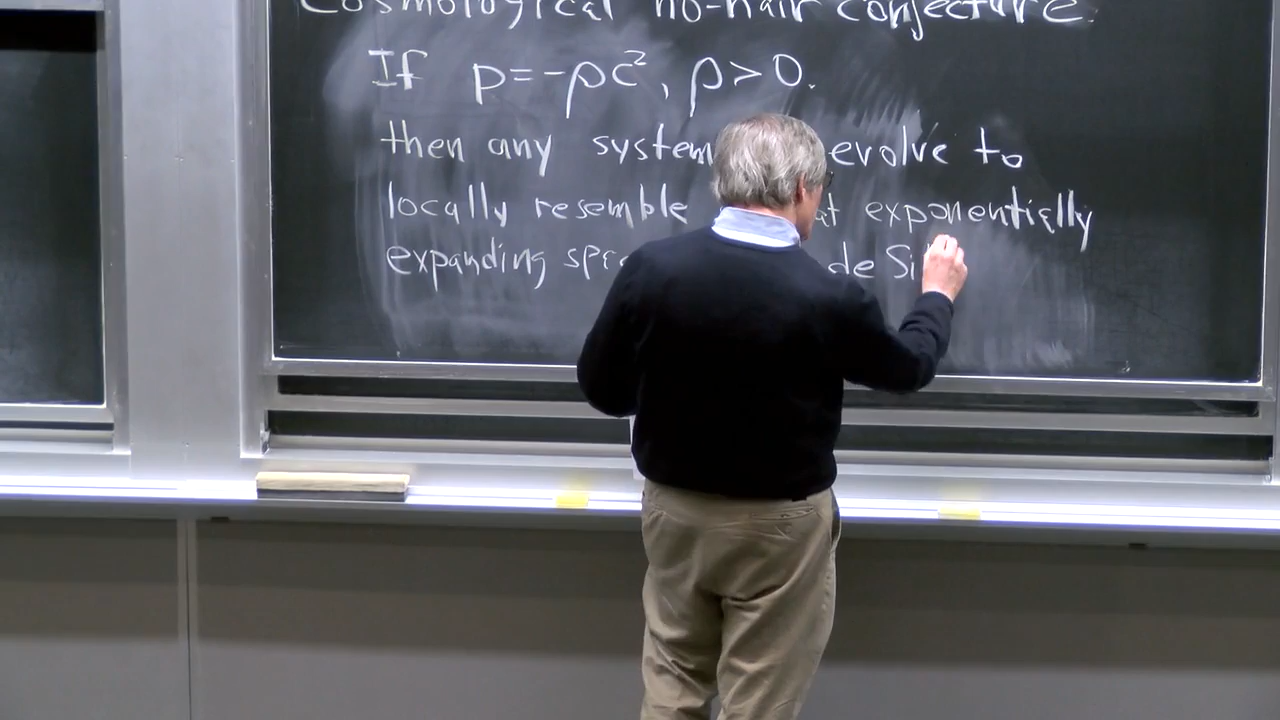 Cosmological no-hair conjecture:
If p=-ρc², ρ>0.
then any system evolve to
locally resemble exponentially
expanding de